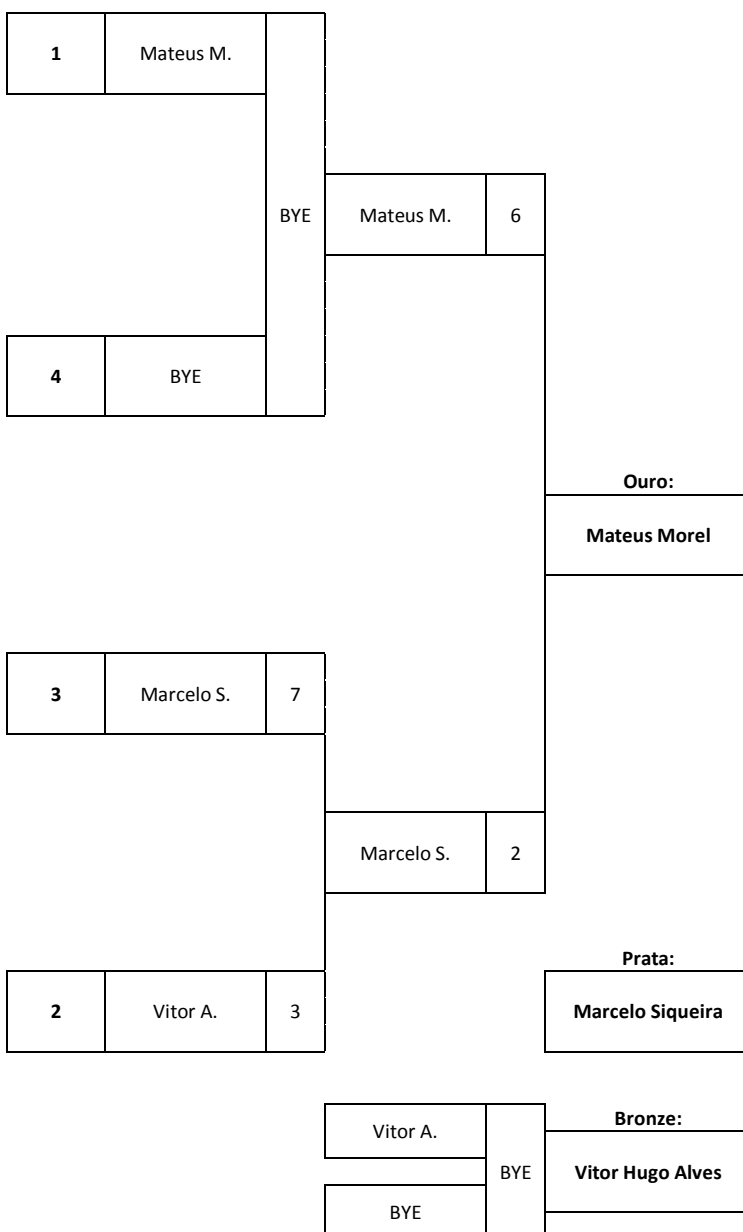 1 Mateus M.
BYE Mateus M. 6
4 BYE
Ouro:
Mateus Morel
3 Marcelo S. 7
Marcelo S. 2
Prata:
2 Vitor A. 3 Marcelo Siqueira
Bronze:
Vitor A.
BYE Vitor Hugo Alves
BYE